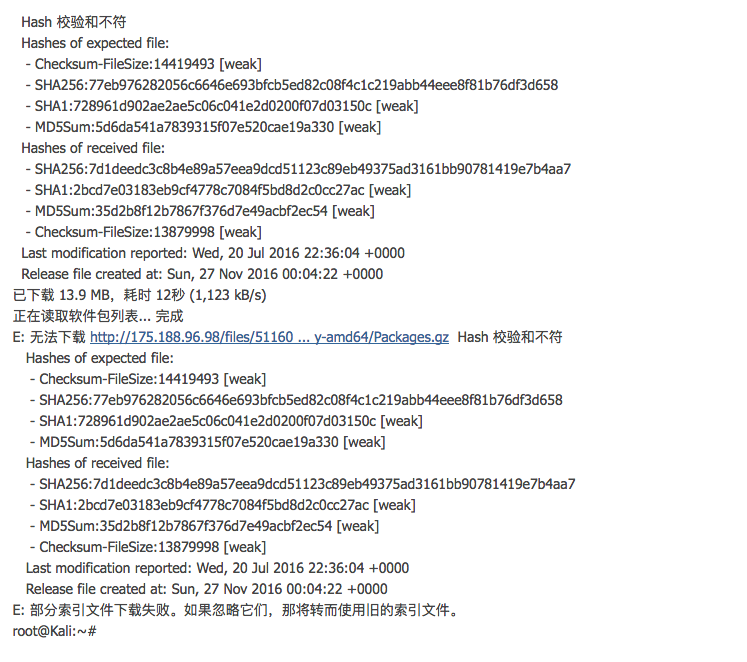 Hash 校验和不符
Hashes of expected file:
- Checksum-FileSize:14419493 [weak]
- SHA256:77eb976282056c6646e693bfcb5ed82c08f4c1c219abb44eee8f81b76df3d658
- SHA1:728961d902ae2ae5c06c041e2d0200f07d03150c [weak]
- MD5Sum:5d6da541a7839315f07e520cae19a330 [weak]
Hashes of received file:
- SHA256:7d1deedc3c8b4e89a57eea9dcd51123c89eb49375ad3161bb90781419e7b4aa7
- SHA1:2bcd7e03183eb9cf4778c7084f5bd8d2c0cc27ac [weak]
- MD5Sum:35d2b8f12b7867f376d7e49acbf2ec54 [weak]
- Checksum-FileSize:13879998 [weak]
Last modification reported: Wed, 20 Jul 2016 22:36:04 +0000
Release file created at: Sun, 27 Nov 2016 00:04:22 +0000
已下载 13.9 MB，耗时 12秒 (1,123 kB/s)
正在读取软件包列表... 完成
E: 无法下载 http://175.188.96.98/files/51160 ... y-amd64/Packages.gz Hash 校验和不符
Hashes of expected file:
- Checksum-FileSize:14419493 [weak]
- SHA256:77eb976282056c6646e693bfcb5ed82c08f4c1c219abb44eee8f81b76df3d658
- SHA1:728961d902ae2ae5c06c041e2d0200f07d03150c [weak]
- MD5Sum:5d6da541a7839315f07e520cae19a330 [weak]
Hashes of received file:
- SHA256:7d1deedc3c8b4e89a57eea9dcd51123c89eb49375ad3161bb90781419e7b4aa7
- SHA1:2bcd7e03183eb9cf4778c7084f5bd8d2c0cc27ac [weak]
- MD5Sum:35d2b8f12b7867f376d7e49acbf2ec54 [weak]
- Checksum-FileSize:13879998 [weak]
Last modification reported: Wed, 20 Jul 2016 22:36:04 +0000
Release file created at: Sun, 27 Nov 2016 00:04:22 +0000
E: 部分索引文件下载失败。如果忽略它们，那将转而使用旧的索引文件。
root@Kali:~#